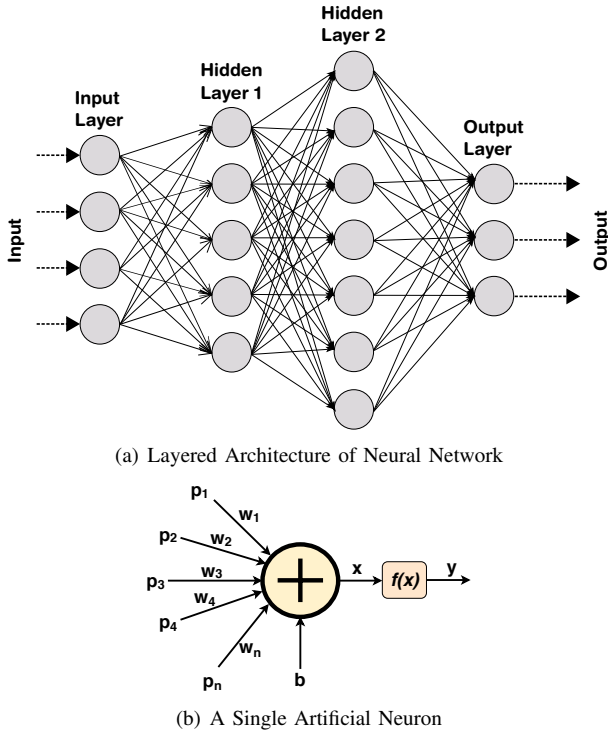 Hidden
Layer 2
Hidden
Layer 1
Input
Layer
Output
Layer
Input
Output
(a) Layered Architecture of Neural Network
p1
w1
p2
w2
p3
w3
w4
p4
wn
pn
b
x
f(x)
y
(b) A Single Artificial Neuron